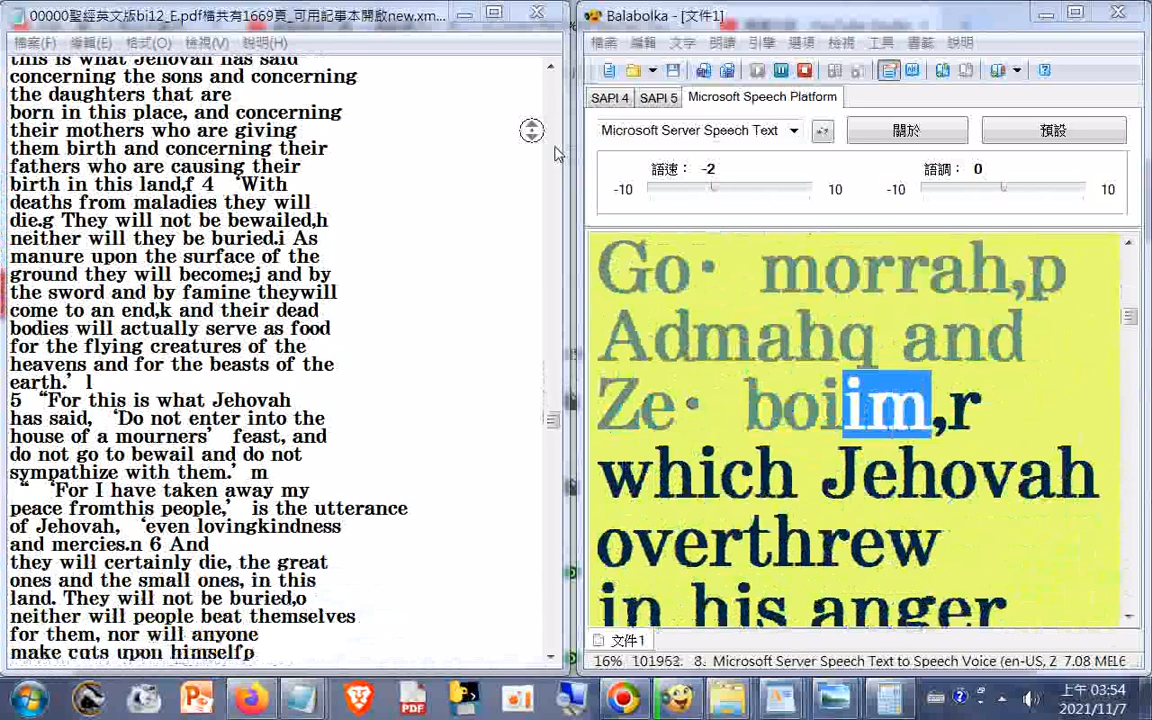 00000聖經英文版bi12_E.pdf檔共有1669頁_可用記事本開啟new.xm...
檔案(F) 編輯(E) 格式(O) 檢視(V) 說明(H)
this is what Jehovah has said
concerning the sons and concerning
the daughters that are
born in this place, and concerning
their mothers who are giving
them birth and concerning their
fathers who are causing their
birth in this land,f 4 ‘With
deaths from maladies they will
die.g They will not be bewailed,h
neither will they be buried.i As
manure upon the surface of the
ground they will become;j and by
the sword and by famine theywill
come to an end,k and their dead
bodies will actually serve as food
for the flying creatures of the
heavens and for the beasts of the
earth.’ l
5 “For this is what Jehovah
has said, ‘Do not enter into the
house of a mourners’ feast, and
do not go to bewail and do not
sympathize with them.’ m
“ ‘For I have taken away my
peace fromthis people,’ is the utterance
of Jehovah, ‘even lovingkindness
and mercies.n 6 And
they will certainly die, the great
ones and the small ones, in this
land. They will not be buried,o
neither will people beat themselves
for them, nor will anyone
make cuts upon himselfp
Balabolka - [文件1]
檔案 編輯 文字 朗讀 引擎 選項 檢視 工具 書籤 說明
SAPI 4 SAPI 5 Microsoft Speech Platform
Microsoft Server Speech Text 關於 預設
語速： -2 語調： 0
-10 10 -10 10
Go· morrah,p
Admahq and
Ze· boiim,r
which Jehovah
overthrew
in his anger
文件1
16% 101952. 8. Microsoft Server Speech Text to Speech Voice (en-US, Z 7.08 МЕБ
上午 03:54
2021/11/7